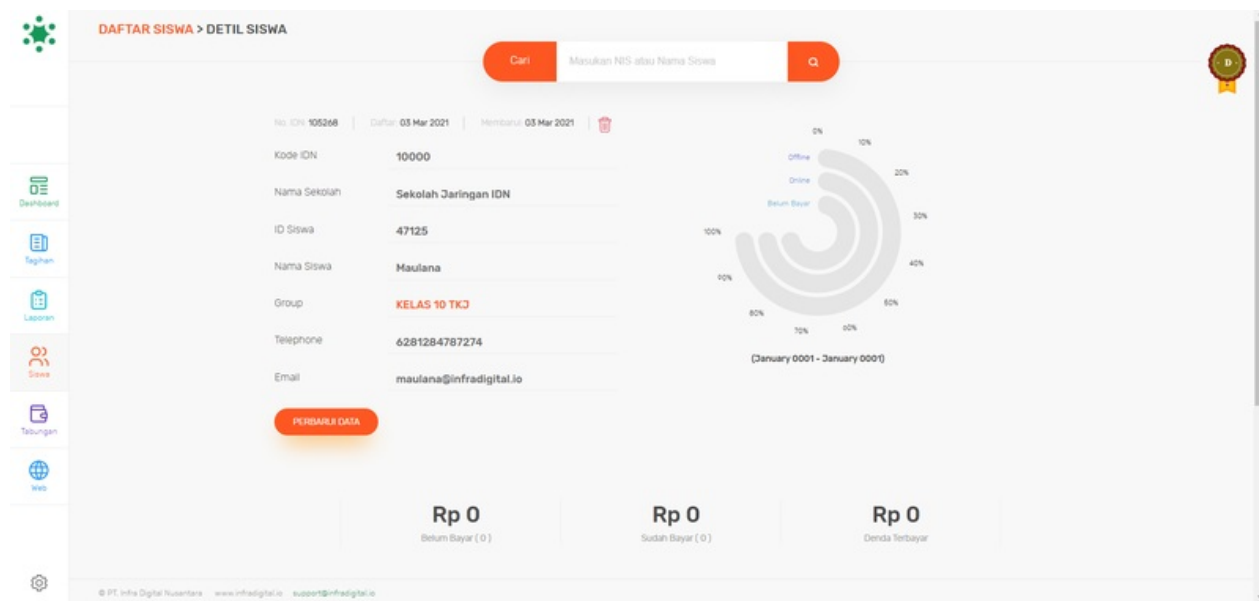 DAFTAR SISWA > DETIL SISWA
Cari
Masukan NIS atau Nama Siswa
D
No. IDN: 105268
Daftar: 03 Mar 2021
Membarui: 03 Mar 2021
Kode IDN 10000
Nama Sekolah Sekolah Jaringan IDN
ID Siswa 47125
Nama Siswa Maulana
Group KELAS 10 TKJ
Telephone 6281284787274
Email maulana@infradigital.io
PERBARUI DATA
0%
10%
20%
30%
40%
50%
60%
70%
80%
90%
100%
Offline
Online
Belum Bayar
(January 0001 - January 0001)
Dashboard
Tagihan
Laporan
Siswa
Tabungan
Web
Rp 0
Belum Bayar ( 0 )
Rp 0
Sudah Bayar ( 0 )
Rp 0
Denda Terbayar
© PT. Infra Digital Nusantara www.infradigital.io support@infradigital.io